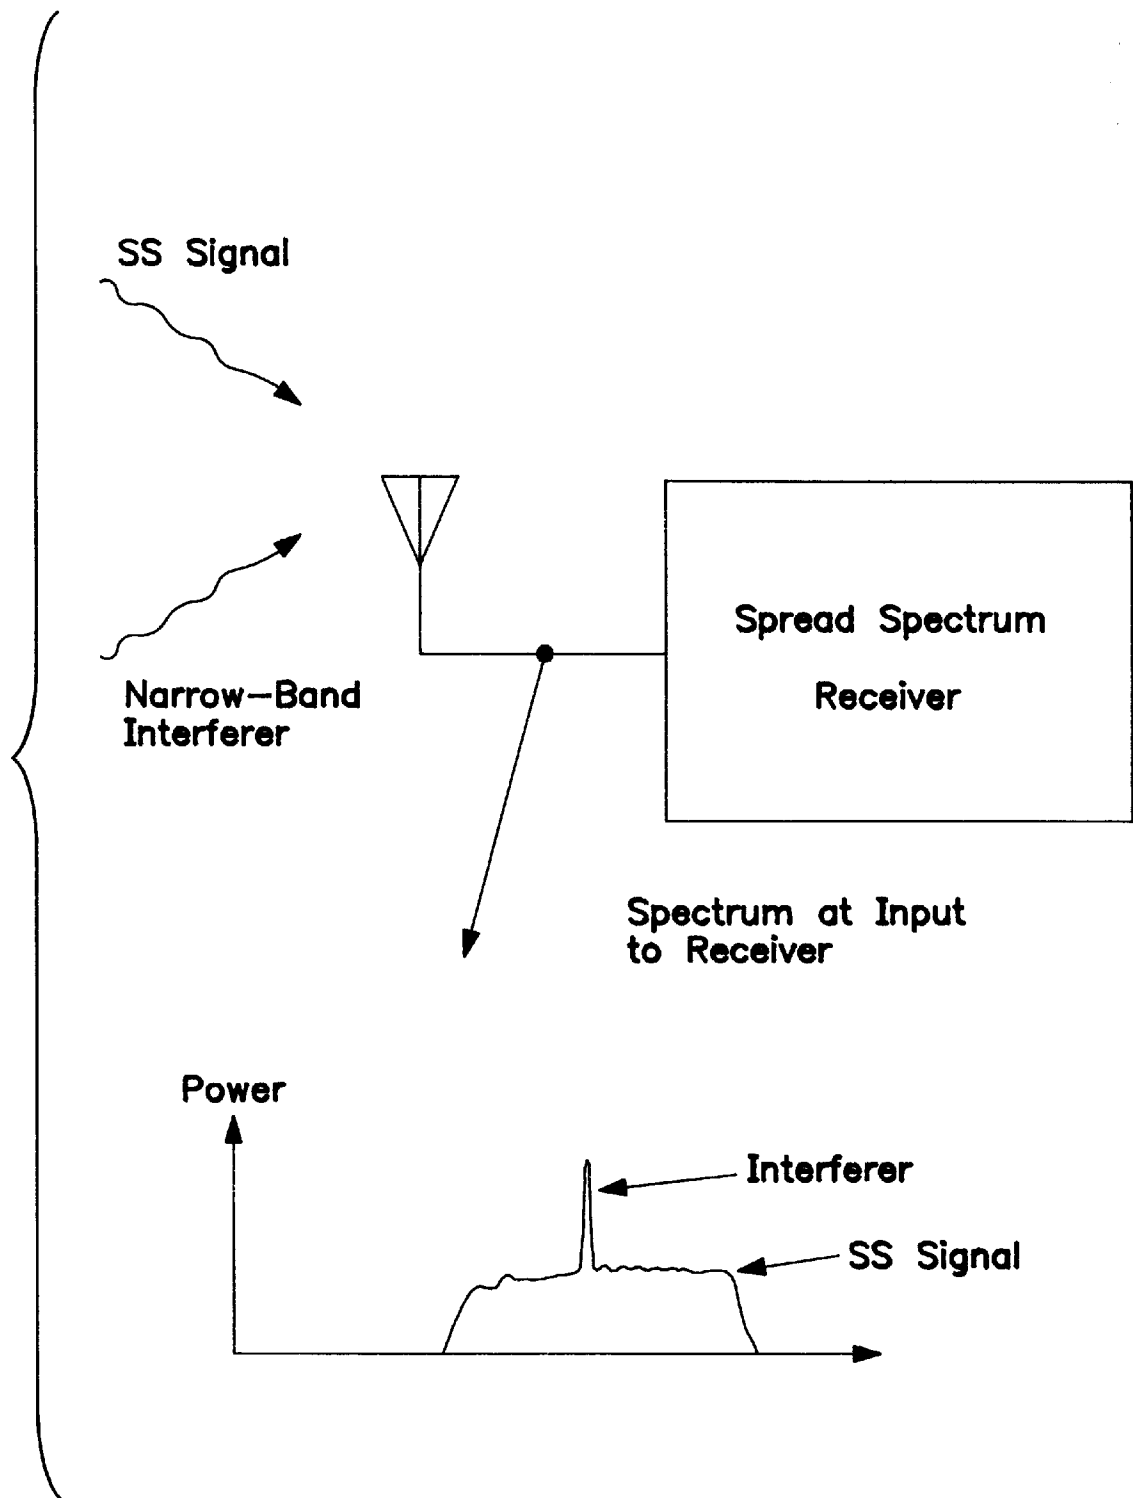 SS Signal
Narrow-Band
Interferer
Spread Spectrum
Receiver
Spectrum at Input
to Receiver
Power
Interferer
SS Signal